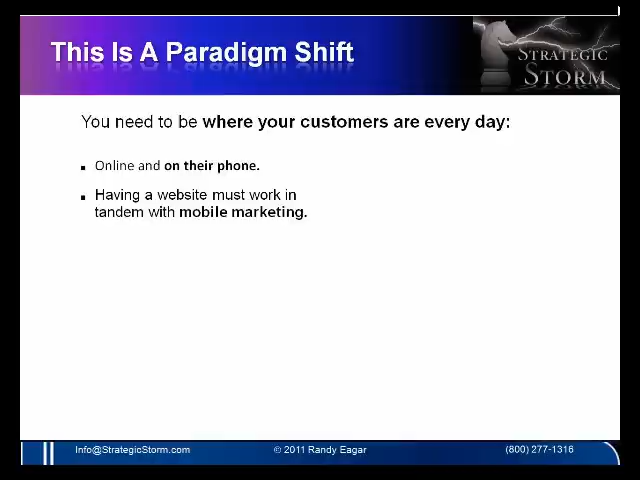 This Is A Paradigm Shift
STRATEGIC
STORM
You need to be where your customers are every day:
Online and on their phone.
Having a website must work in
tandem with mobile marketing.
Info@StrategicStorm.com
© 2011 Randy Eagar
(800) 277-1316